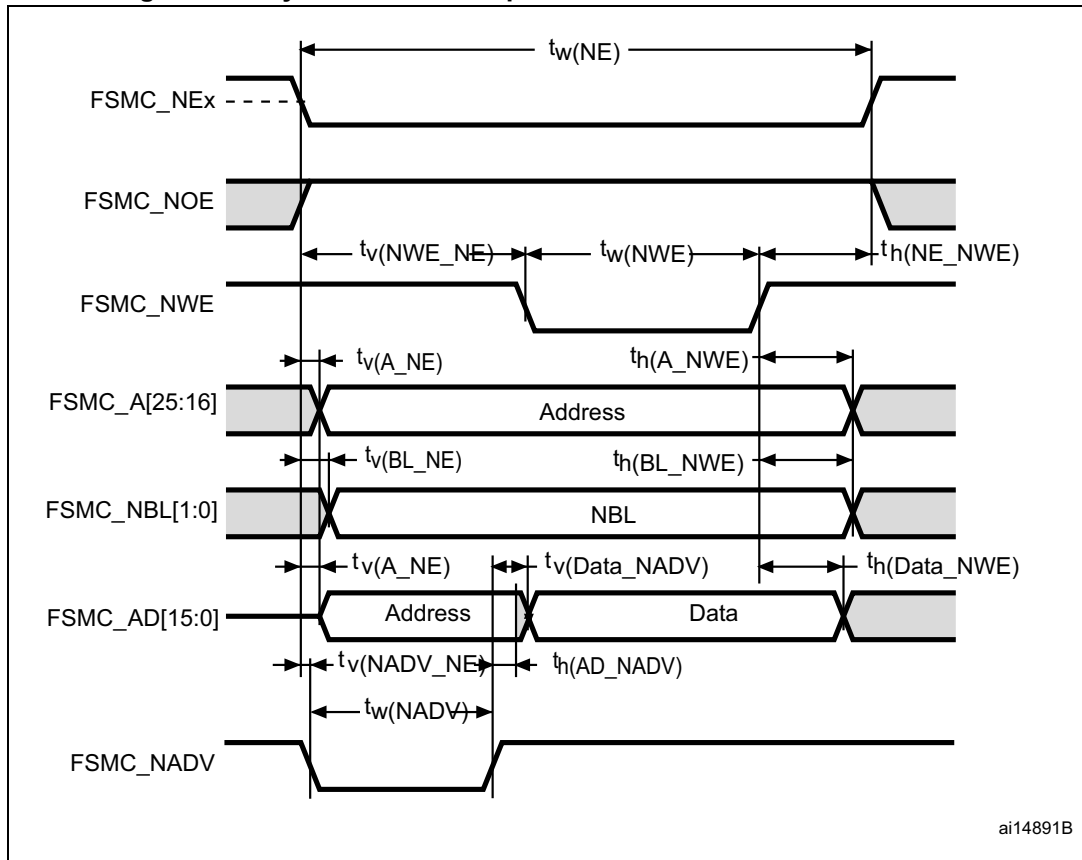 tw(NE)
FSMC_NEx
FSMC_NOE
tv(NWE_NE) tw(NWE) th(NE_NWE)
FSMC_NWE
tv(A_NE) th(A_NWE)
FSMC_A[25:16] Address
tv(BL_NE) th(BL_NWE)
FSMC_NBL[1:0] NBL
tv(A_NE) tv(Data_NADV) th(Data_NWE)
FSMC_AD[15:0] Address Data
tv(NADV_NE) th(AD_NADV)
tw(NADV)
FSMC_NADV
ai14891B